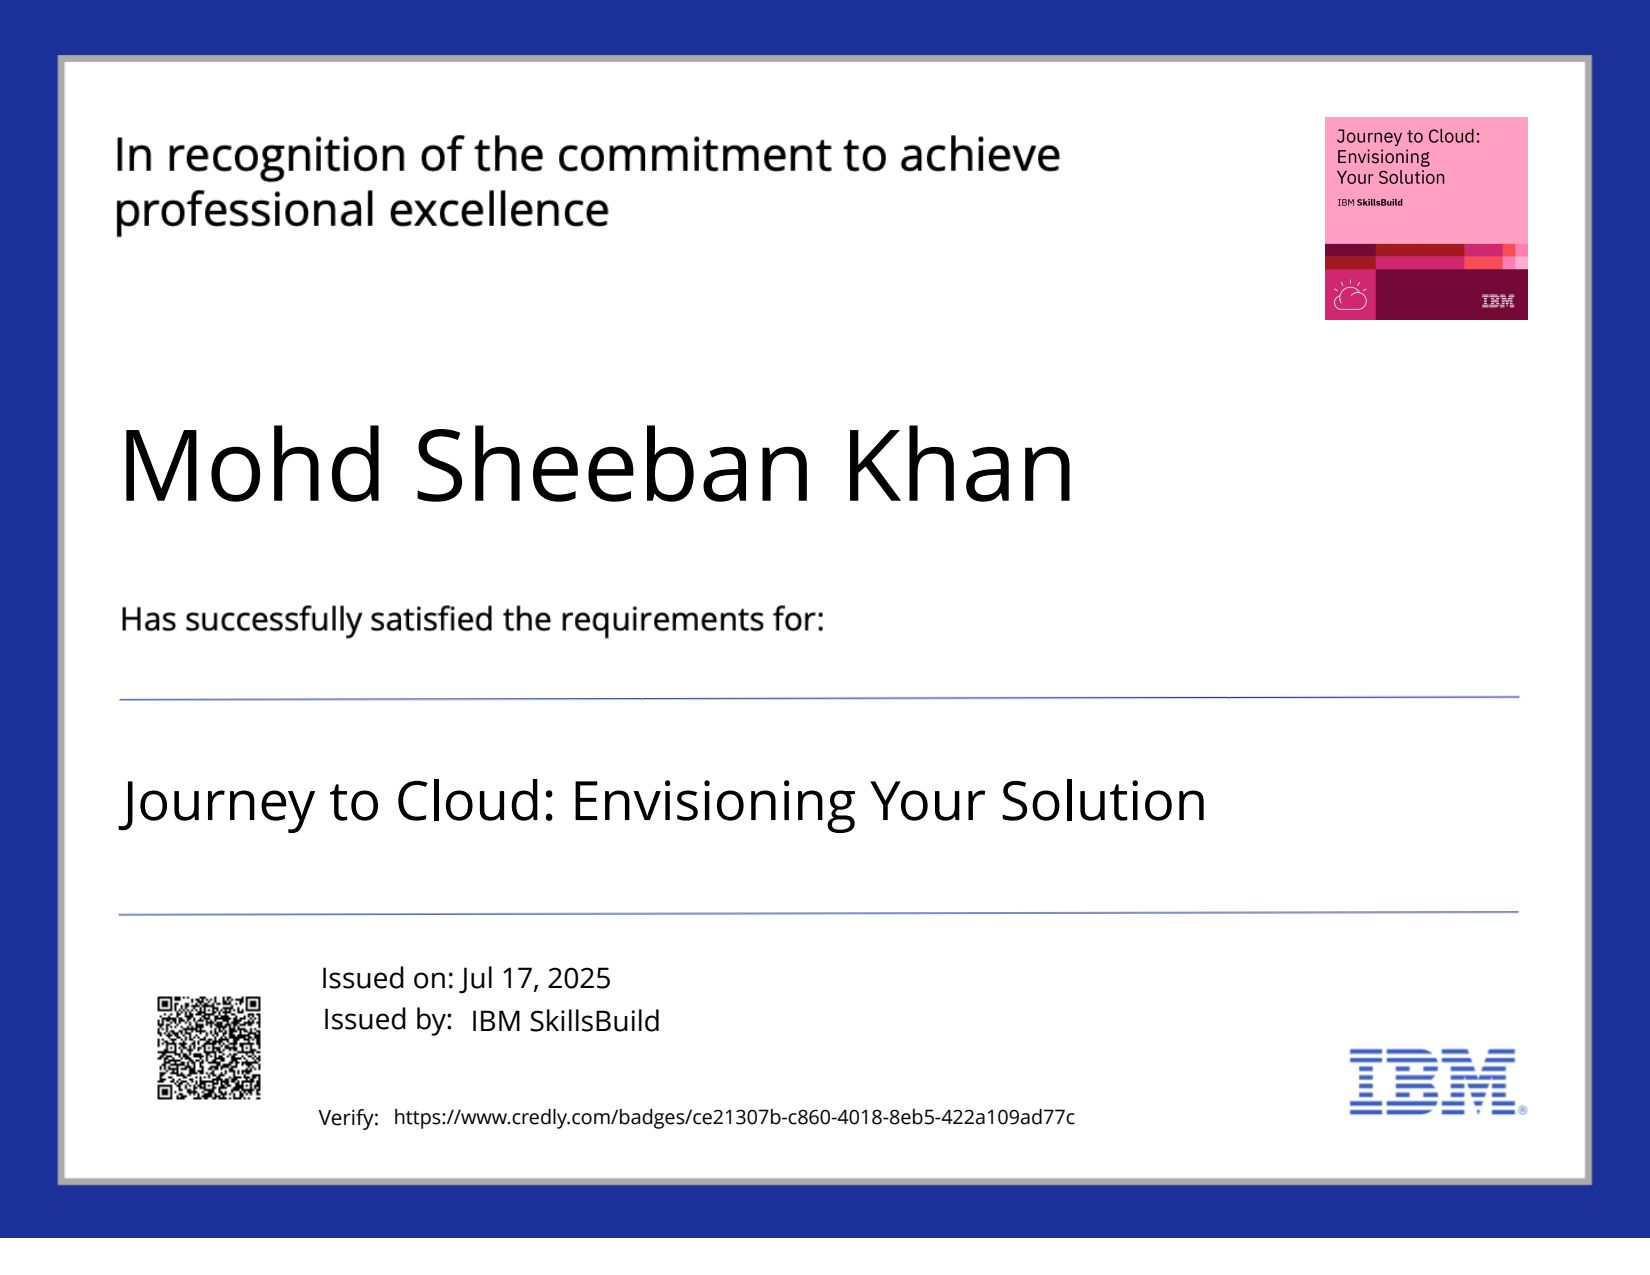 In recognition of the commitment to achieve
professional excellence
Journey to Cloud:
Envisioning
Your Solution
IBM SkillsBuild
IBM
Mohd Sheeban Khan
Has successfully satisfied the requirements for:
Journey to Cloud: Envisioning Your Solution
Issued on: Jul 17, 2025
Issued by: IBM SkillsBuild
Verify: https://www.credly.com/badges/ce21307b-c860-4018-8eb5-422a109ad77c
IBM®